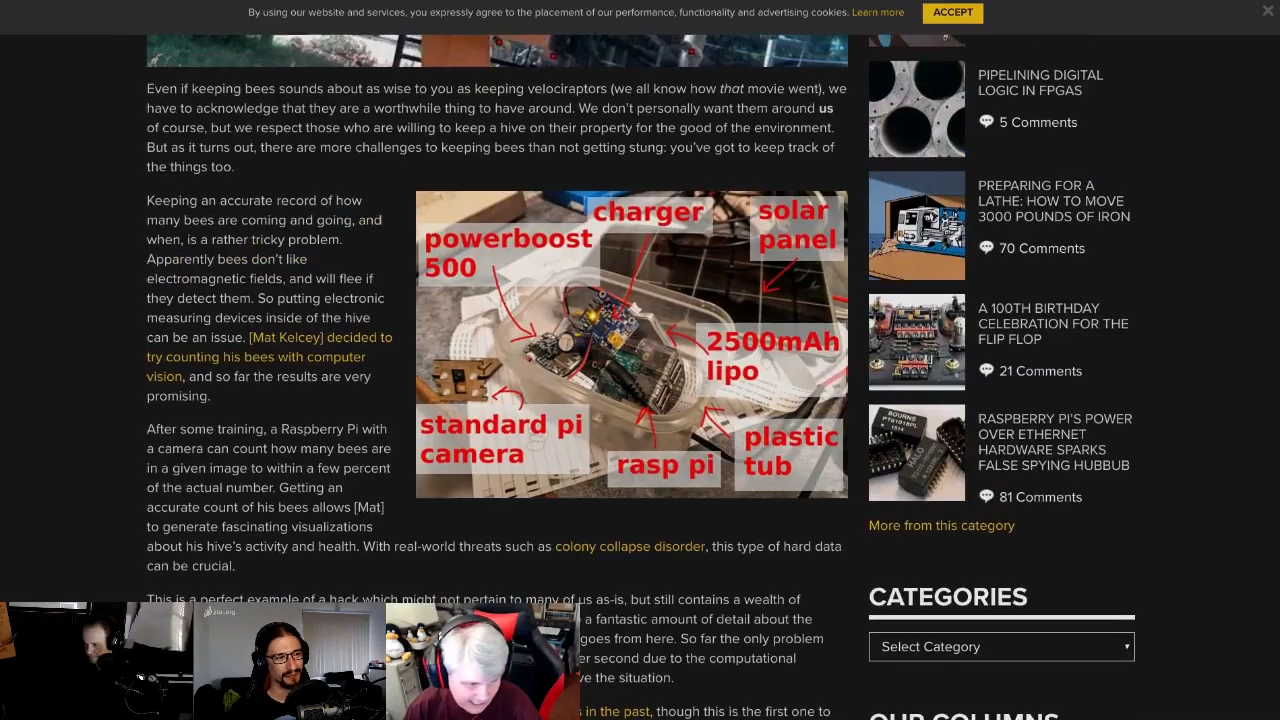 By using our website and services, you expressly agree to the placement of our performance, functionality and advertising cookies. Learn more
ACCEPT
Even if keeping bees sounds about as wise to you as keeping velociraptors (we all know how that movie went), we
have to acknowledge that they are a worthwhile thing to have around. We don't personally want them around us
of course, but we respect those who are willing to keep a hive on their property for the good of the environment.
But as it turns out, there are more challenges to keeping bees than not getting stung: you've got to keep track of
the things too.
Keeping an accurate record of how
many bees are coming and going, and
when, is a rather tricky problem.
Apparently bees don't like
electromagnetic fields, and will flee if
they detect them. So putting electronic
measuring devices inside of the hive
can be an issue. [Mat Kelcey] decided to
try counting his bees with computer
vision, and so far the results are very
promising.
charger
solar
panel
powerboost
500
2500mAh
lipo
standard pi
camera
rasp pi
plastic
tub
After some training, a Raspberry Pi with
a camera can count how many bees are
in a given image to within a few percent
of the actual number. Getting an
accurate count of his bees allows [Mat]
to generate fascinating visualizations
about his hive's activity and health. With real-world threats such as colony collapse disorder, this type of hard data
can be crucial.
This is a perfect example of a hack which might not pertain to many of us as-is, but still contains a wealth of
a fantastic amount of detail about the
goes from here. So far the only problem
er second due to the computational
ve the situation.
s in the past, though this is the first one to
jtbr.org
PIPELINING DIGITAL
LOGIC IN FPGAS
5 Comments
PREPARING FOR A
LATHE: HOW TO MOVE
3000 POUNDS OF IRON
70 Comments
A 100TH BIRTHDAY
CELEBRATION FOR THE
FLIP FLOP
21 Comments
RASPBERRY PI'S POWER
OVER ETHERNET
HARDWARE SPARKS
FALSE SPYING HUBBUB
81 Comments
More from this category
CATEGORIES
Select Category
OUR COLUMNS